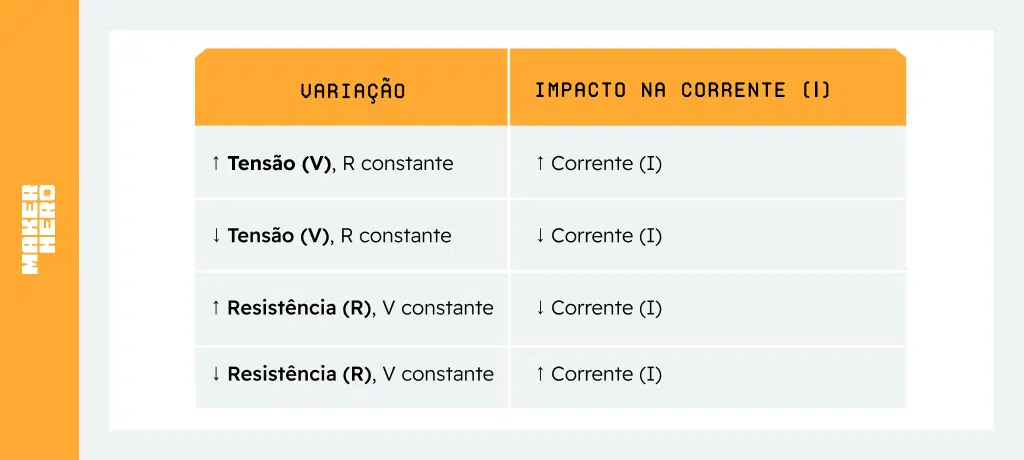 MAKER
HERO
VARIAÇÃO
IMPACTO NA CORRENTE (I)
↑ Tensão (V), R constante
↑ Corrente (I)
↓ Tensão (V), R constante
↓ Corrente (I)
↑ Resistência (R), V constante
↓ Corrente (I)
↓ Resistência (R), V constante
↑ Corrente (I)